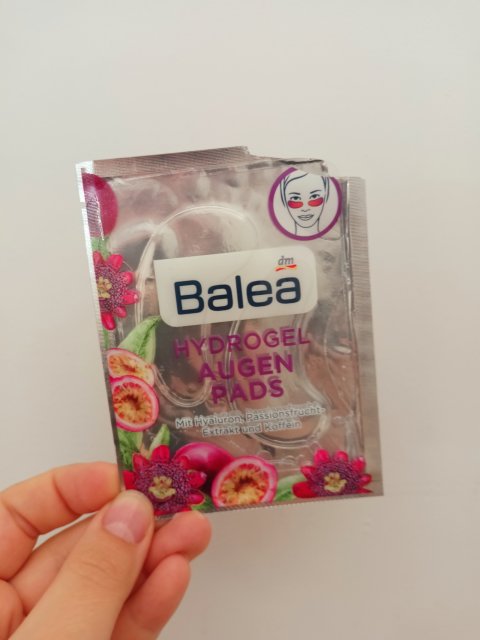 dm
Balea
HYDROGEL
AUGEN
PADS
Mit Hyaluron, Passionsfrucht-
Extrakt und Koffein